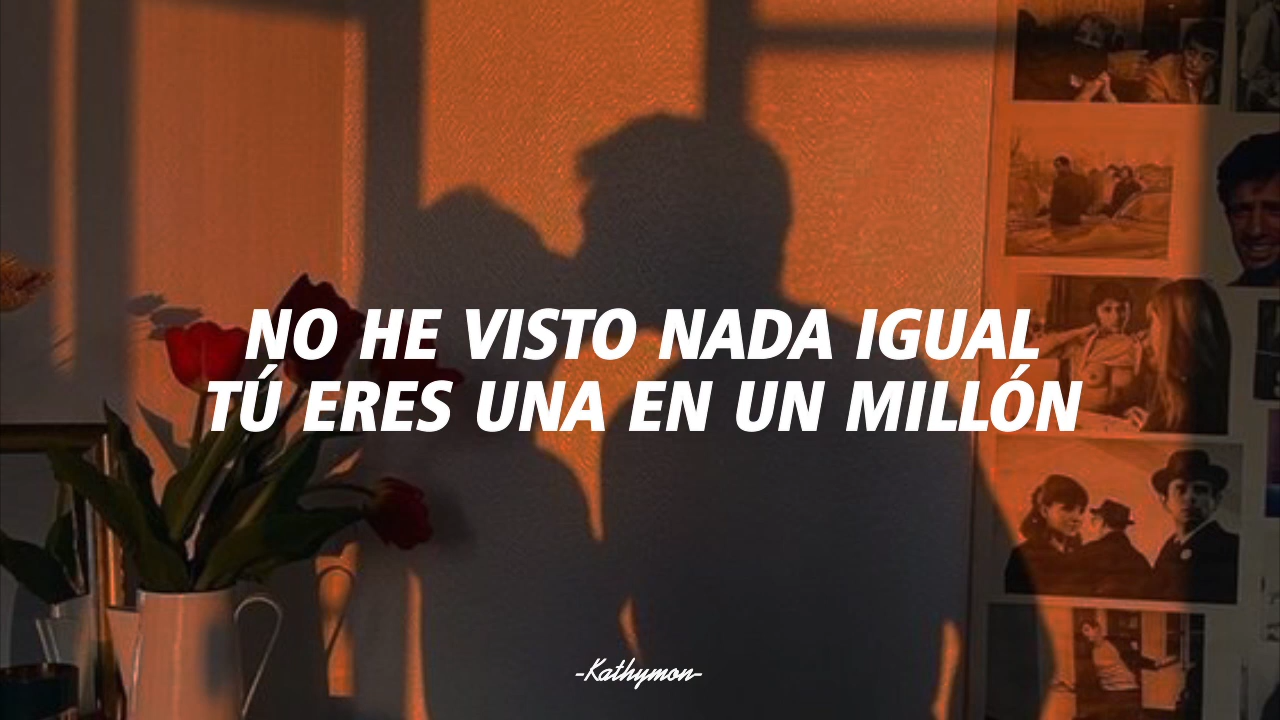 NO HE VISTO NADA IGUAL
TÚ ERES UNA EN UN MILLÓN
-Kathymon-